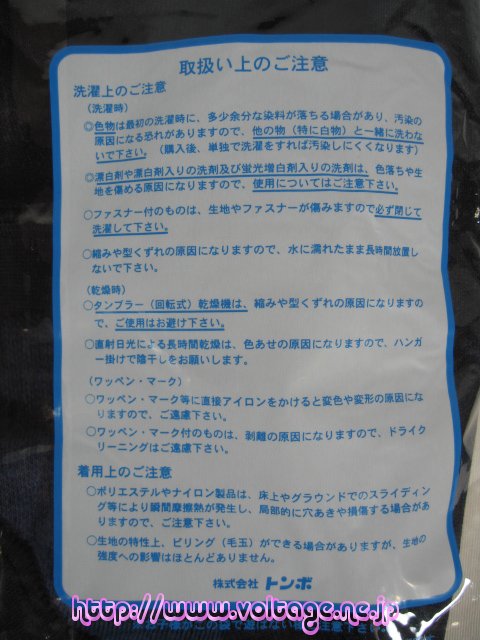 取扱い上のご注意
洗濯上のご注意
(洗濯時)
◎色物は最初の洗濯時に、多少余分な染料が落ちる場合があり、汚染の
原因になる恐れがありますので、他の物(特に白物)と一緒に洗わな
いで下さい。(購入後、単独で洗濯をすれば汚染しにくくなります)
◎漂白剤や漂白剤入りの洗剤及び蛍光増白剤入りの洗剤は、色落ちや生
地を傷める原因になりますので、使用についてはご注意下さい。
○ファスナー付のものは、生地やファスナーが傷みますので必ず閉じて
洗濯して下さい。
○縮みや型くずれの原因になりますので、水に濡れたまま長時間放置し
ないで下さい。
(乾燥時)
○タンブラー(回転式)乾燥機は、縮みや型くずれの原因になりますの
で、ご使用はお避け下さい。
○直射日光による長時間乾燥は、色あせの原因になりますので、ハンガ
ー掛けで陰干しをお願いします。
(ワッペン・マーク)
○ワッペン・マーク等に直接アイロンをかけると変色や変形の原因にな
りますので、ご遠慮下さい。
○ワッペン・マーク付のものは、剥離の原因になりますので、ドライク
リーニングはご遠慮下さい。
着用上のご注意
○ポリエステルやナイロン製品は、床上やグラウンドでのスライディン
グ等により瞬間摩擦熱が発生し、局部的に穴あきや損傷する場合があ
りますので、ご注意下さい。
○生地の特性上、ピリング(毛玉)ができる場合がありますが、生地の
強度への影響はほとんどありません。
株式会社 トンボ
http://www.voltage.ne.jp